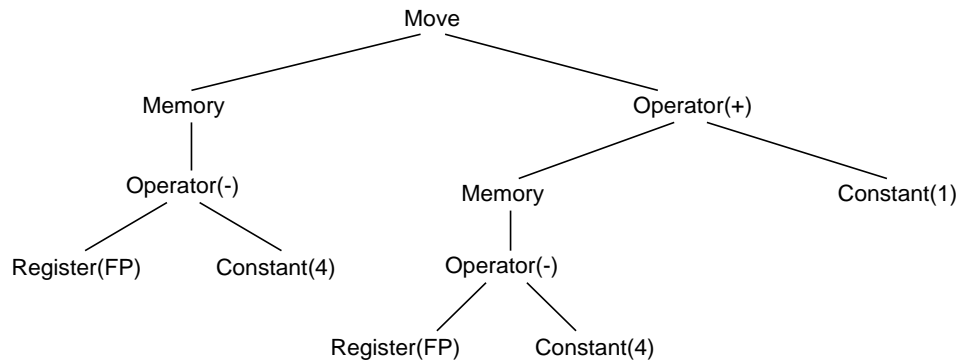 Move
Memory Operator(+)
Operator(-) Memory Constant(1)
Register(FP) Constant(4) Operator(-)
Register(FP) Constant(4)